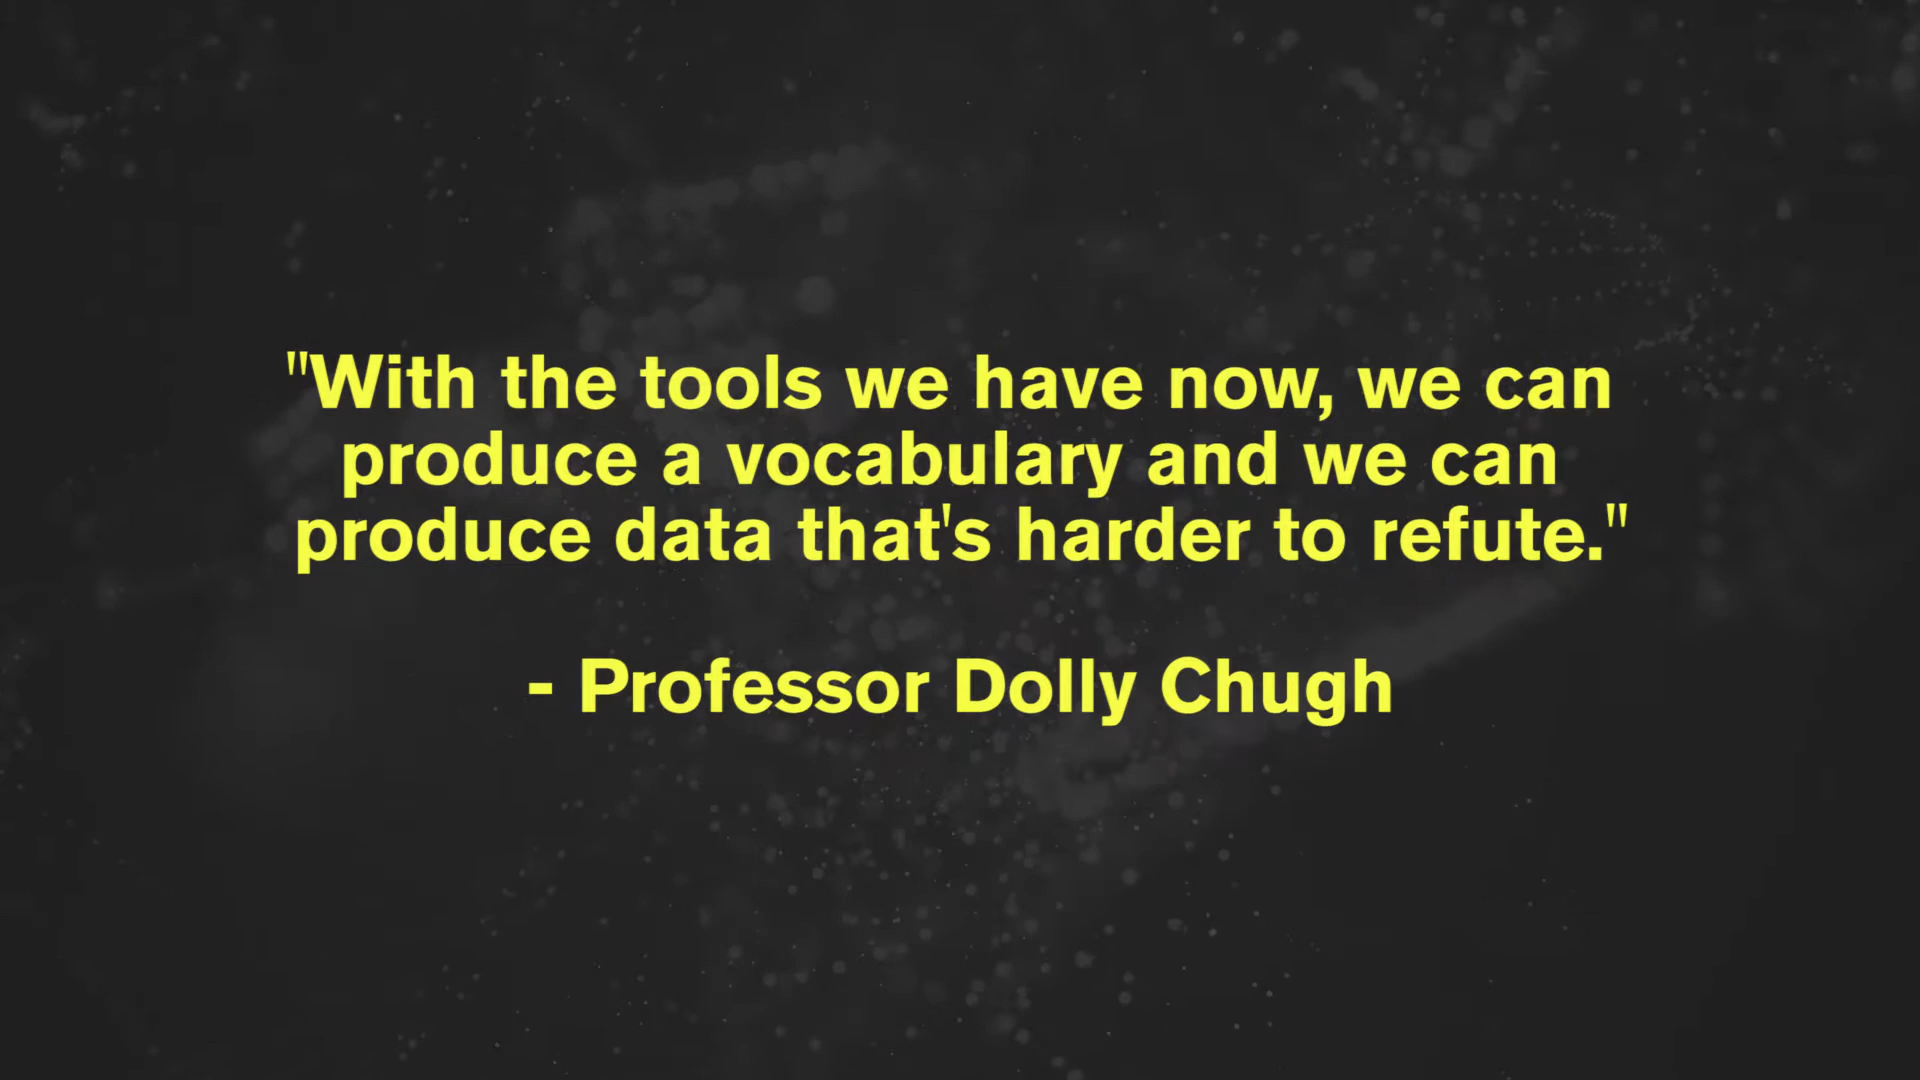 "With the tools we have now, we can
produce a vocabulary and we can
produce data that's harder to refute."
- Professor Dolly Chugh